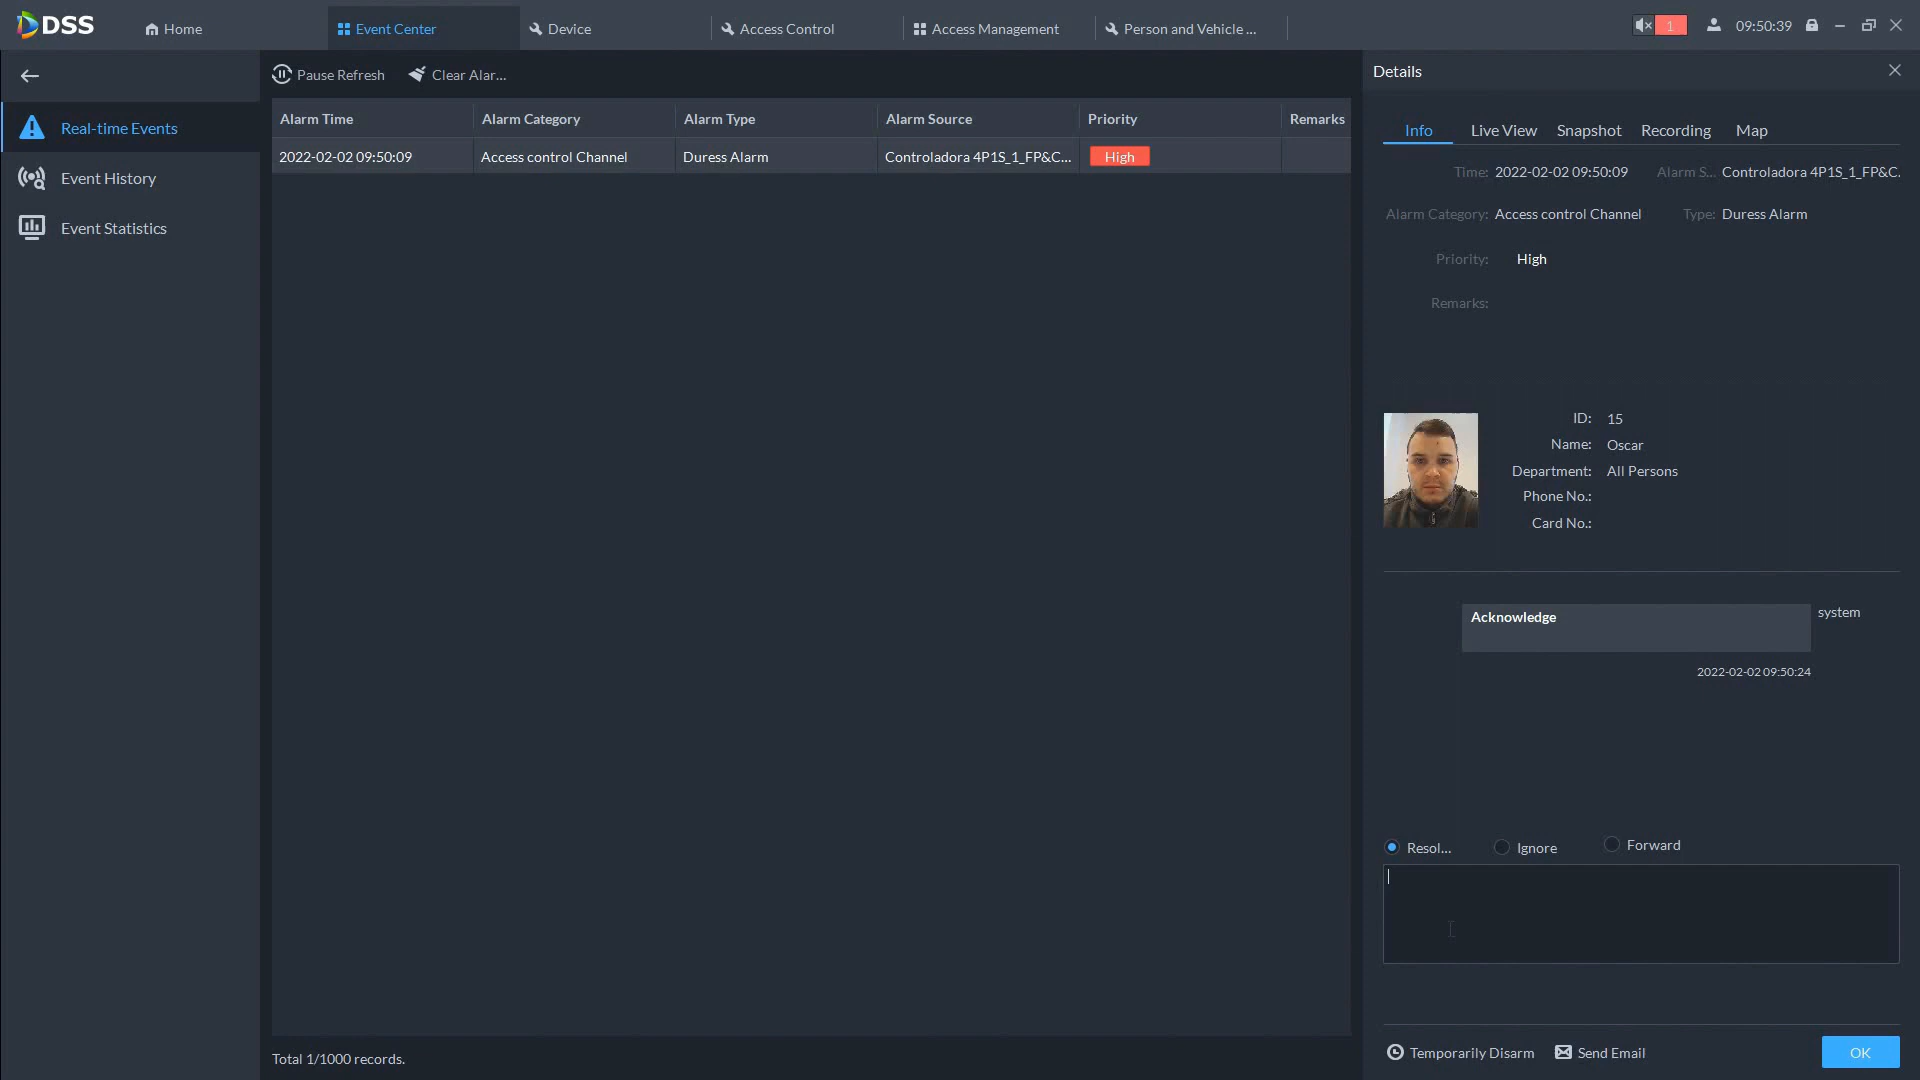 DSS
Home
Event Center
Device
Access Control
Access Management
Person and Vehicle ...
1
09:50:39
Pause Refresh
Clear Alar...
Real-time Events
Event History
Event Statistics
Alarm Time
Alarm Category
Alarm Type
Alarm Source
Priority
Remarks
2022-02-02 09:50:09
Access control Channel
Duress Alarm
Controladora 4P1S_1_FP&C...
High
Total 1/1000 records.
Details
Info
Live View
Snapshot
Recording
Map
Time: 2022-02-02 09:50:09
Alarm S... Controladora 4P1S_1_FP&C.
Alarm Category: Access control Channel
Type: Duress Alarm
Priority: High
Remarks:
ID: 15
Name: Oscar
Department: All Persons
Phone No.:
Card No.:
Acknowledge
system
2022-02-02 09:50:24
Resol...
Ignore
Forward
Temporarily Disarm
Send Email
OK